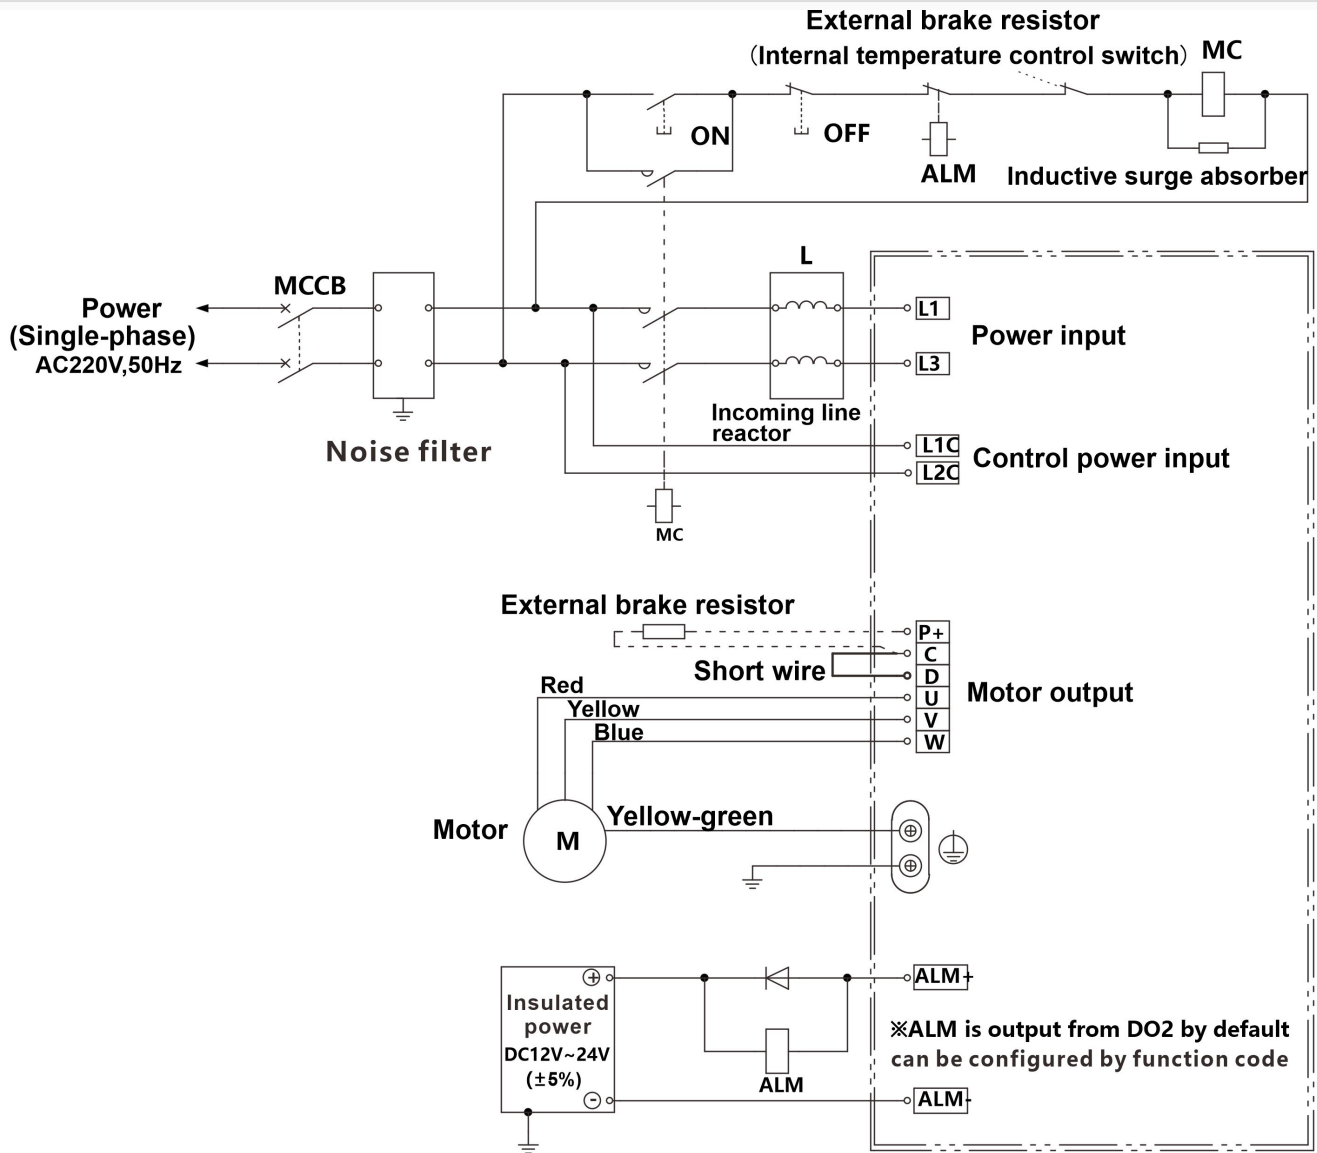 External brake resistor
(Internal temperature control switch)
MC
ON
OFF
ALM
Inductive surge absorber
L
MCCB
Power
(Single-phase)
AC220V,50Hz
L1
Power input
L3
Incoming line
reactor
Noise filter
L1C
Control power input
L2C
MC
External brake resistor
P+
C
Short wire
D
Red
U
Motor output
Yellow
V
Blue
W
Yellow-green
Motor
M
+
ALM+
Insulated
power
DC12V~24V
(±5%)
-
ALM
※ALM is output from DO2 by default
can be configured by function code
ALM-